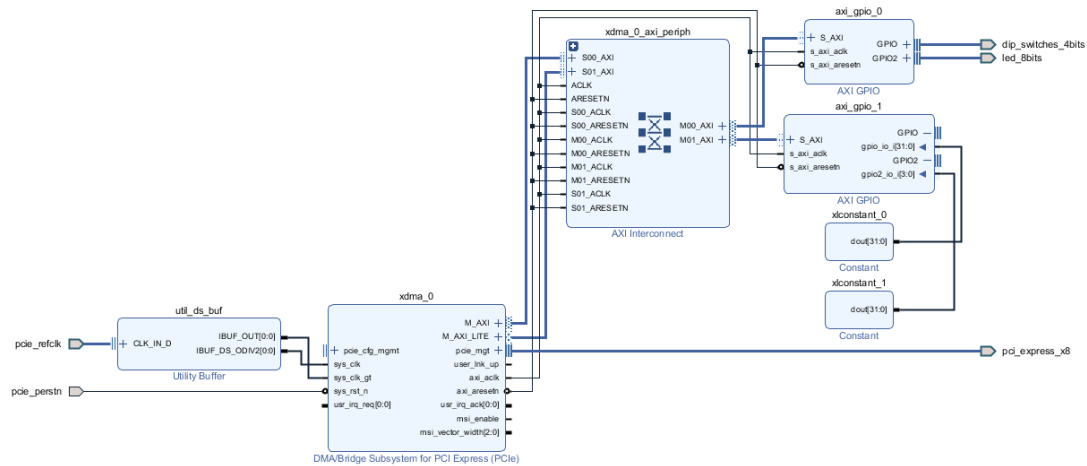 axi_gpio_0
S_AXI
s_axi_aclk
s_axi_aresetn
GPIO
GPIO2
AXI GPIO
dip_switches_4bits
led_8bits
xdma_0_axi_periph
S00_AXI
S01_AXI
ACLK
ARESETN
S00_ACLK
S00_ARESETN
M00_ACLK
M00_ARESETN
M01_ACLK
M01_ARESETN
S01_ACLK
S01_ARESETN
M00_AXI
M01_AXI
AXI Interconnect
axi_gpio_1
S_AXI
s_axi_aclk
s_axi_aresetn
GPIO
gpio_io_i[31:0]
GPIO2
gpio2_io_i[3:0]
AXI GPIO
xlconstant_0
dout[31:0]
Constant
xlconstant_1
dout[31:0]
Constant
util_ds_buf
pcie_refclk
CLK_IN_D
IBUF_OUT[0:0]
IBUF_DS_ODIV2[0:0]
Utility Buffer
pcie_perstn
xdma_0
pcie_cfg_mgmt
sys_clk
sys_clk_gt
sys_rst_n
usr_irq_req[0:0]
M_AXI
M_AXI_LITE
pcie_mgt
user_lnk_up
axi_aclk
axi_aresetn
usr_irq_ack[0:0]
msi_enable
msi_vector_width[2:0]
DMA/Bridge Subsystem for PCI Express (PCIe)
pci_express_x8